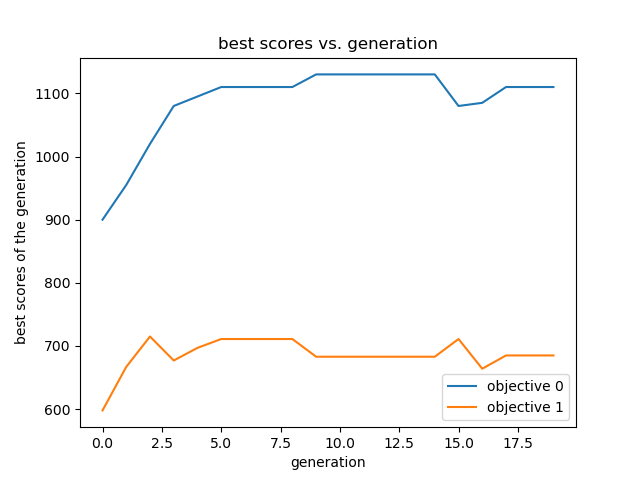 best scores vs. generation
best scores of the generation
1100
1000
900
800
700
600
objective 0
objective 1
0.0 2.5 5.0 7.5 10.0 12.5 15.0 17.5
generation